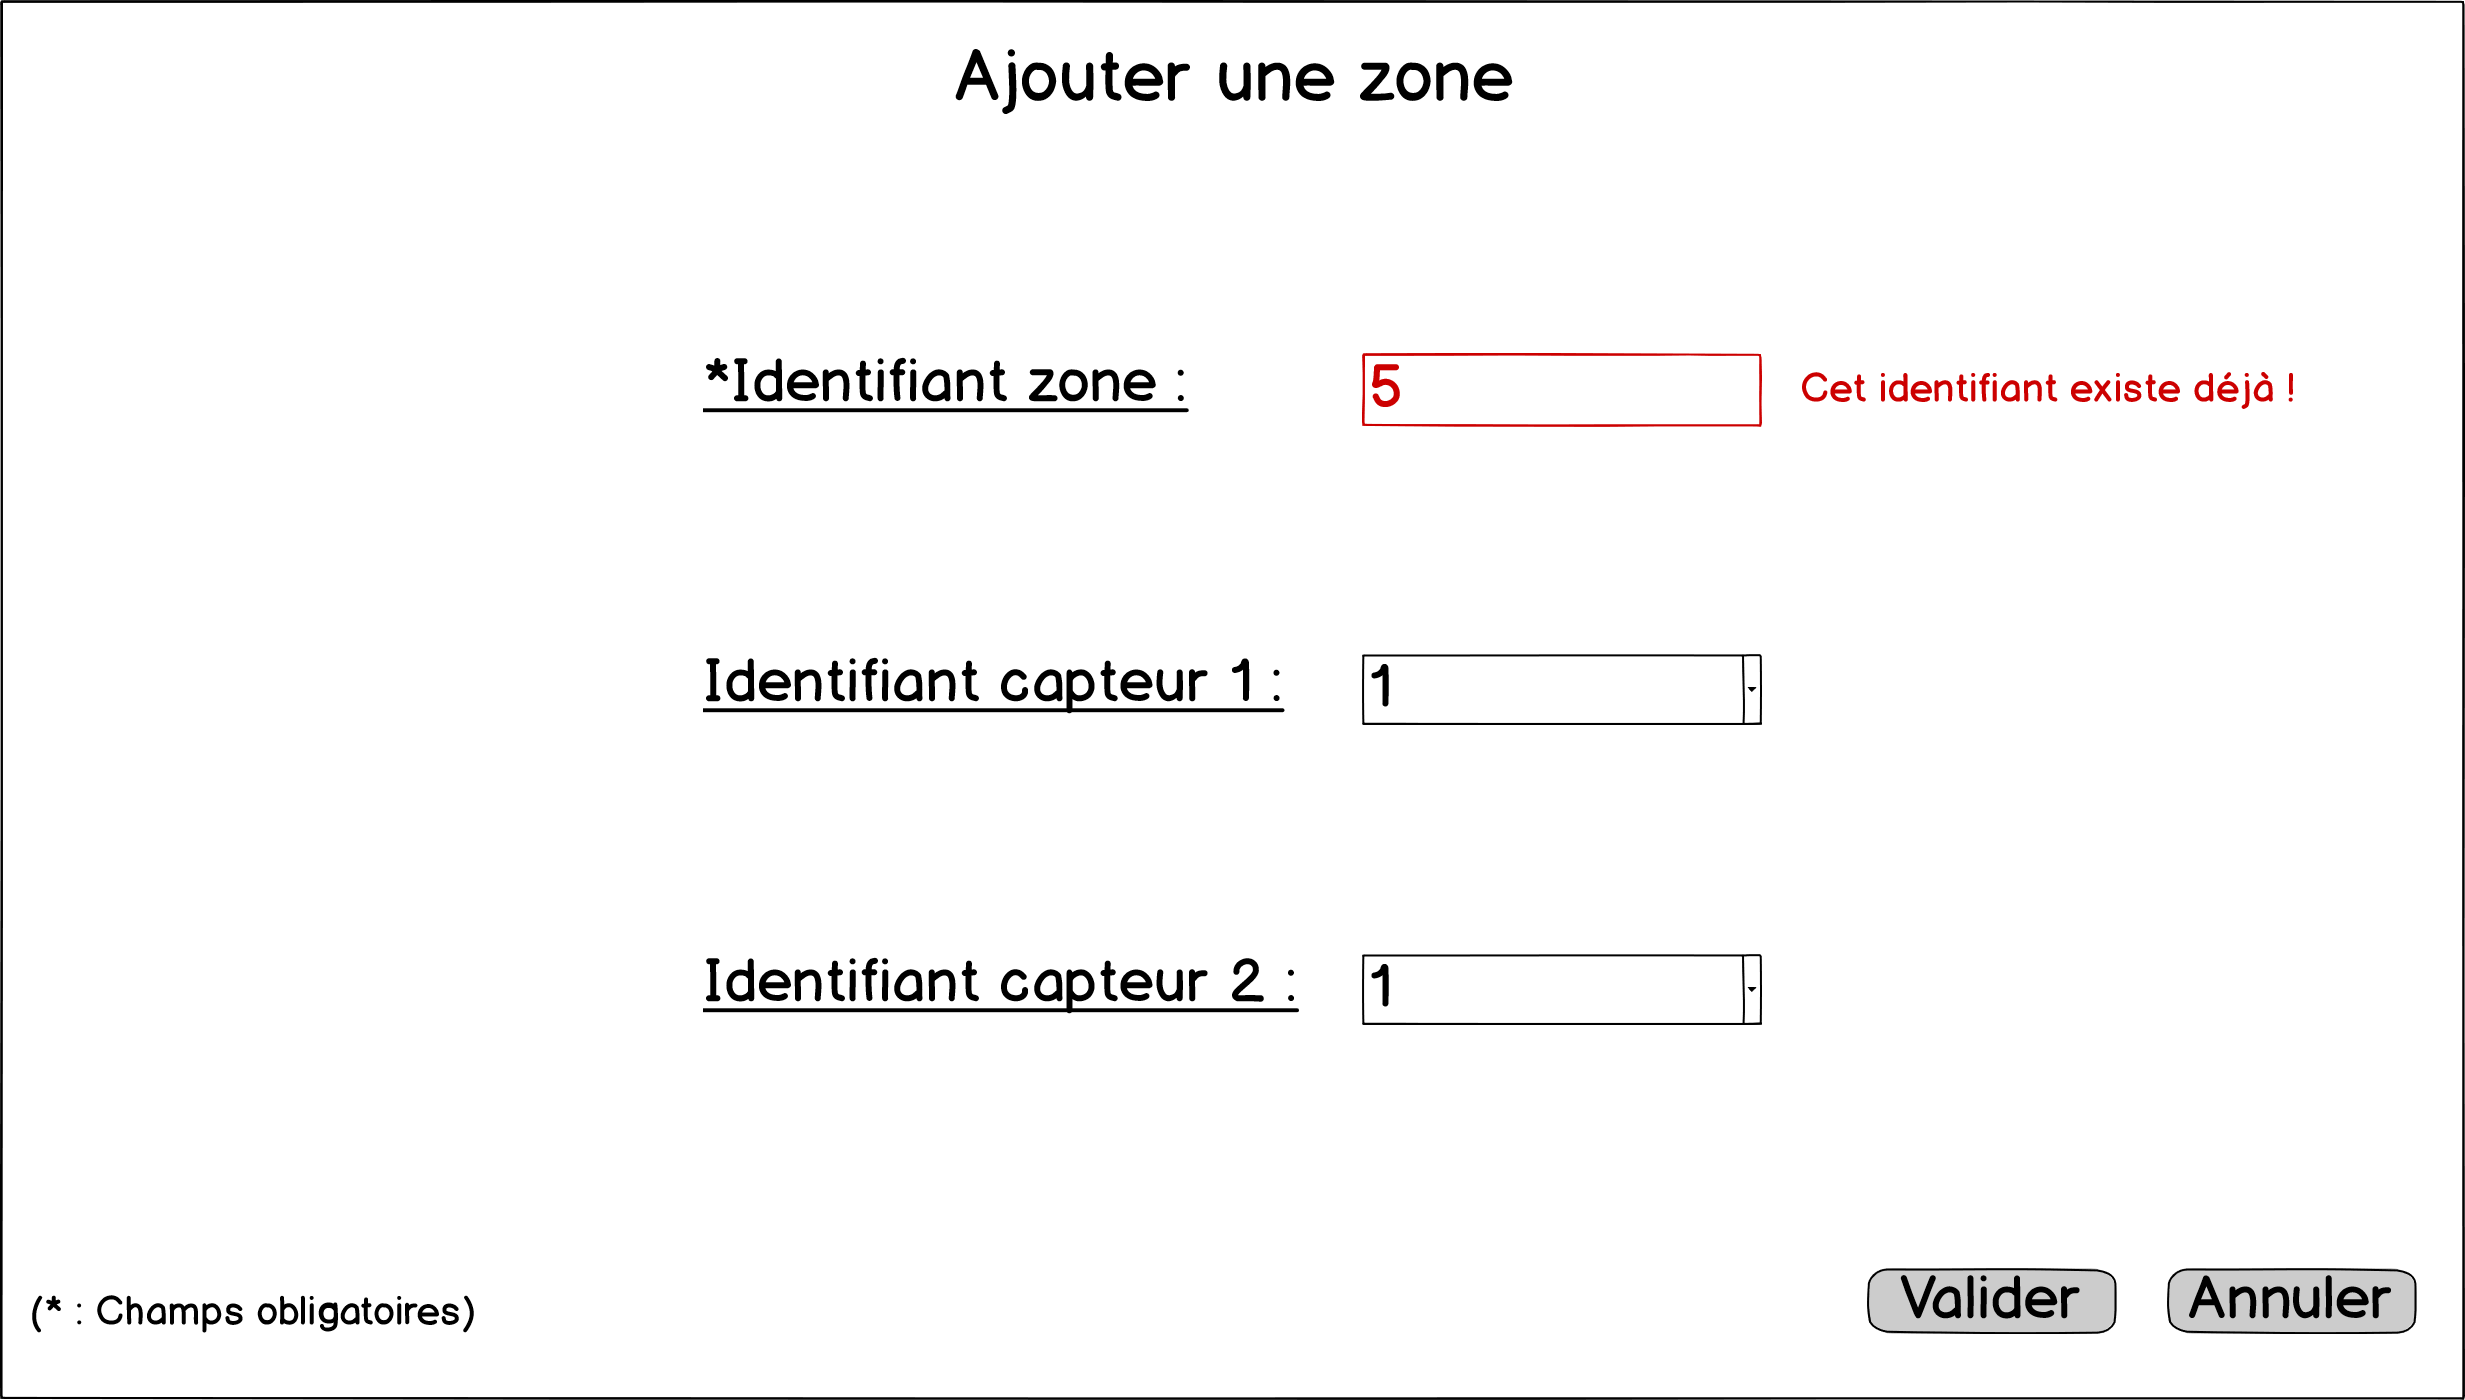 Ajouter une zone
*Identifiant zone : 5 Cet identifiant existe déjà !
Identifiant capteur 1 : 1
Identifiant capteur 2 : 1
(* : Champs obligatoires) Valider Annuler